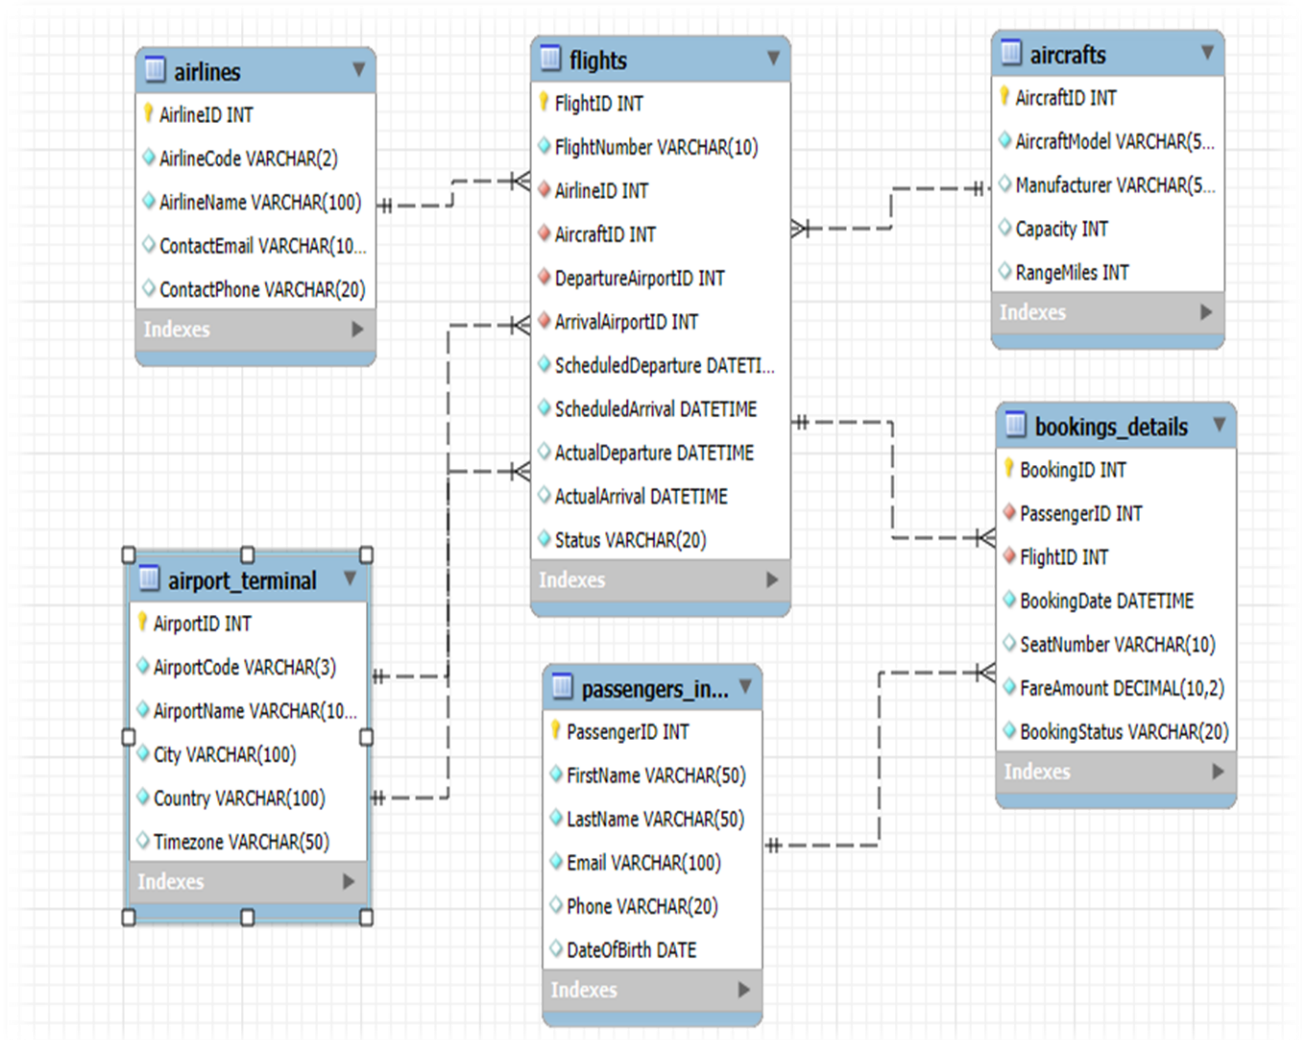 airlines
AirlineID INT
AirlineCode VARCHAR(2)
AirlineName VARCHAR(100)
ContactEmail VARCHAR(10...
ContactPhone VARCHAR(20)
Indexes
flights
FlightID INT
FlightNumber VARCHAR(10)
AirlineID INT
AircraftID INT
DepartureAirportID INT
ArrivalAirportID INT
ScheduledDeparture DATETI...
ScheduledArrival DATETIME
ActualDeparture DATETIME
ActualArrival DATETIME
Status VARCHAR(20)
Indexes
aircrafts
AircraftID INT
AircraftModel VARCHAR(5...
Manufacturer VARCHAR(5...
Capacity INT
RangeMiles INT
Indexes
airport_terminal
AirportID INT
AirportCode VARCHAR(3)
AirportName VARCHAR(10...
City VARCHAR(100)
Country VARCHAR(100)
Timezone VARCHAR(50)
Indexes
passengers_in...
PassengerID INT
FirstName VARCHAR(50)
LastName VARCHAR(50)
Email VARCHAR(100)
Phone VARCHAR(20)
DateOfBirth DATE
Indexes
bookings_details
BookingID INT
PassengerID INT
FlightID INT
BookingDate DATETIME
SeatNumber VARCHAR(10)
FareAmount DECIMAL(10,2)
BookingStatus VARCHAR(20)
Indexes